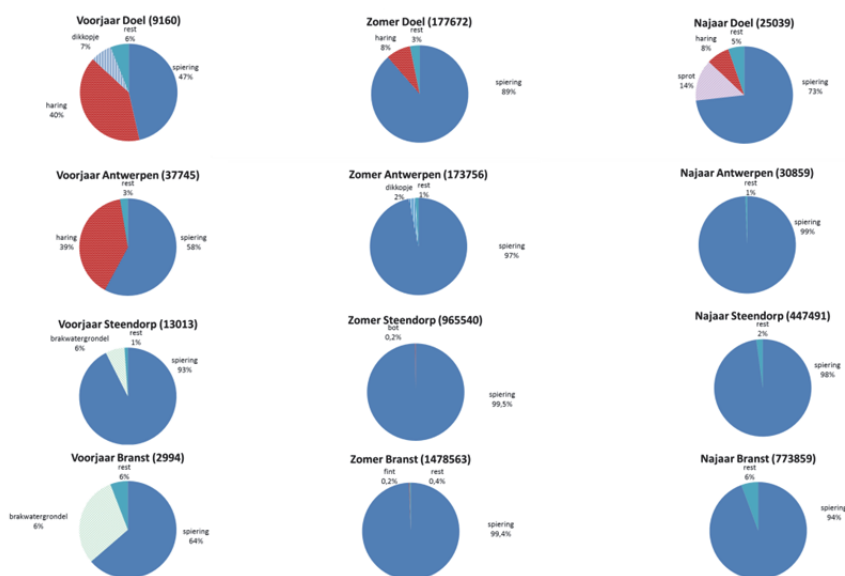 Voorjaar Doel (9160)
rest
6%
dikkopje
7%
spiering
47%
haring
40%
Zomer Doel (177672)
rest
3%
haring
8%
spiering
89%
Najaar Doel (25039)
rest
5%
haring
8%
sprot
14%
spiering
73%
Voorjaar Antwerpen (37745)
rest
3%
haring
39%
spiering
58%
Zomer Antwerpen (173756)
dikkopje
2%
rest
1%
spiering
97%
Najaar Antwerpen (30859)
rest
1%
spiering
99%
Voorjaar Steendorp (13013)
rest
1%
brakwatergrondel
6%
spiering
93%
Zomer Steendorp (965540)
bot
0,2%
spiering
99,5%
Najaar Steendorp (447491)
rest
2%
spiering
98%
Voorjaar Branst (2994)
rest
6%
brakwatergrondel
6%
spiering
64%
Zomer Branst (1478563)
fint
0,2%
rest
0,4%
spiering
99,4%
Najaar Branst (773859)
rest
6%
spiering
94%